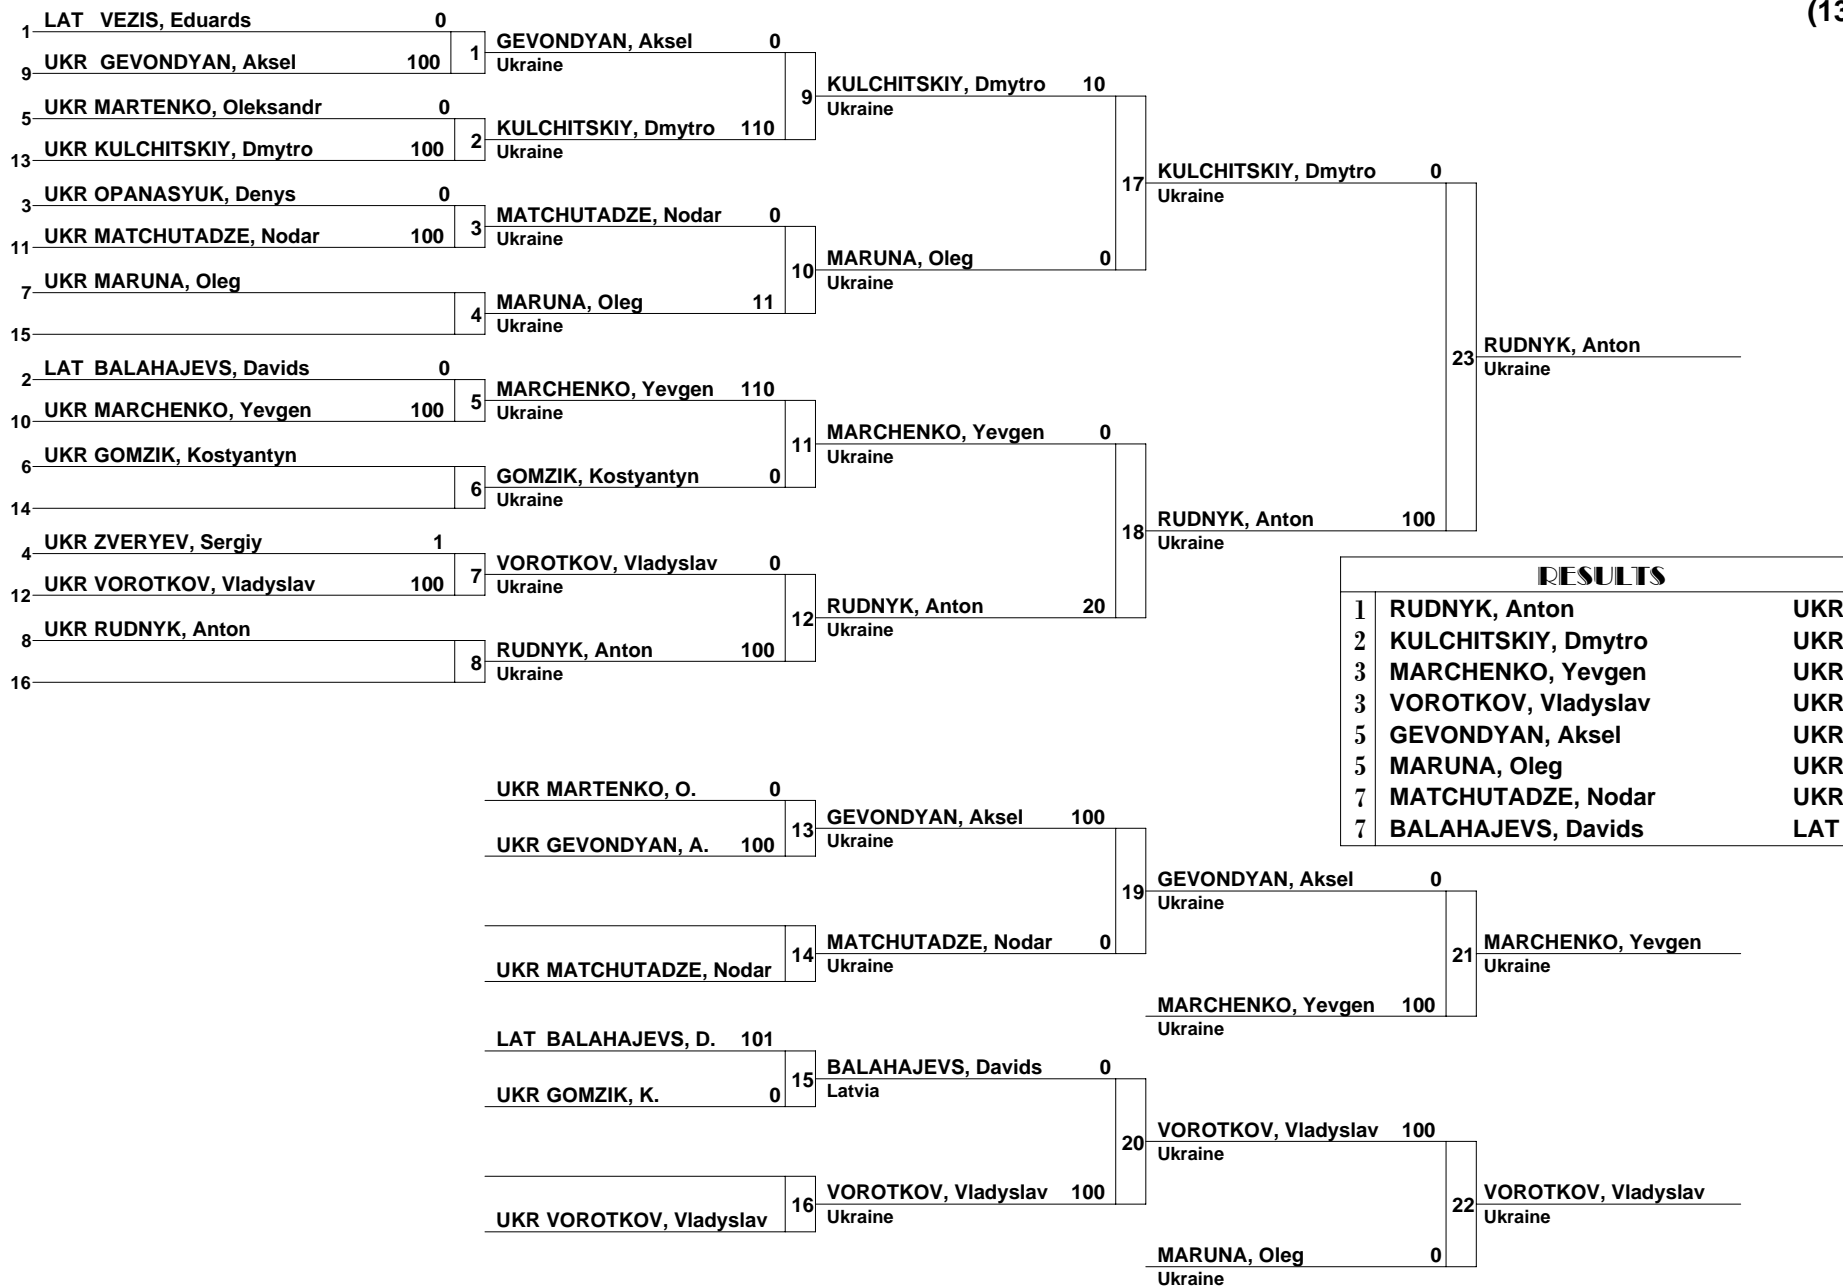 (13
1 LAT VEZIS, Eduards 0
9 UKR GEVONDYAN, Aksel 100
1
5 UKR MARTENKO, Oleksandr 0
13 UKR KULCHITSKIY, Dmytro 100
2
3 UKR OPANASYUK, Denys 0
11 UKR MATCHUTADZE, Nodar 100
3
7 UKR MARUNA, Oleg
15
4
2 LAT BALAHAJEVS, Davids 0
10 UKR MARCHENKO, Yevgen 100
5
6 UKR GOMZIK, Kostyantyn
14
6
4 UKR ZVERYEV, Sergiy 1
12 UKR VOROTKOV, Vladyslav 100
7
8 UKR RUDNYK, Anton
16
8
GEVONDYAN, Aksel 0
Ukraine
9
KULCHITSKIY, Dmytro 110
Ukraine
MATCHUTADZE, Nodar 0
Ukraine
10
MARUNA, Oleg 11
Ukraine
MARCHENKO, Yevgen 110
Ukraine
11
GOMZIK, Kostyantyn 0
Ukraine
VOROTKOV, Vladyslav 0
Ukraine
12
RUDNYK, Anton 100
Ukraine
KULCHITSKIY, Dmytro 10
Ukraine
17
MARUNA, Oleg 0
Ukraine
MARCHENKO, Yevgen 0
Ukraine
18
RUDNYK, Anton 20
Ukraine
KULCHITSKIY, Dmytro 0
Ukraine
23
RUDNYK, Anton 100
Ukraine
RUDNYK, Anton
Ukraine
RESULTS
1 RUDNYK, Anton UKR
2 KULCHITSKIY, Dmytro UKR
3 MARCHENKO, Yevgen UKR
3 VOROTKOV, Vladyslav UKR
5 GEVONDYAN, Aksel UKR
5 MARUNA, Oleg UKR
7 MATCHUTADZE, Nodar UKR
7 BALAHAJEVS, Davids LAT
UKR MARTENKO, O. 0
13
UKR GEVONDYAN, A. 100
14
UKR MATCHUTADZE, Nodar
LAT BALAHAJEVS, D. 101
15
UKR GOMZIK, K. 0
16
UKR VOROTKOV, Vladyslav
GEVONDYAN, Aksel 100
Ukraine
19
MATCHUTADZE, Nodar 0
Ukraine
BALAHAJEVS, Davids 0
Latvia
20
VOROTKOV, Vladyslav 100
Ukraine
GEVONDYAN, Aksel 0
Ukraine
21
MARCHENKO, Yevgen 100
Ukraine
VOROTKOV, Vladyslav 100
Ukraine
22
MARUNA, Oleg 0
Ukraine
MARCHENKO, Yevgen
Ukraine
VOROTKOV, Vladyslav
Ukraine